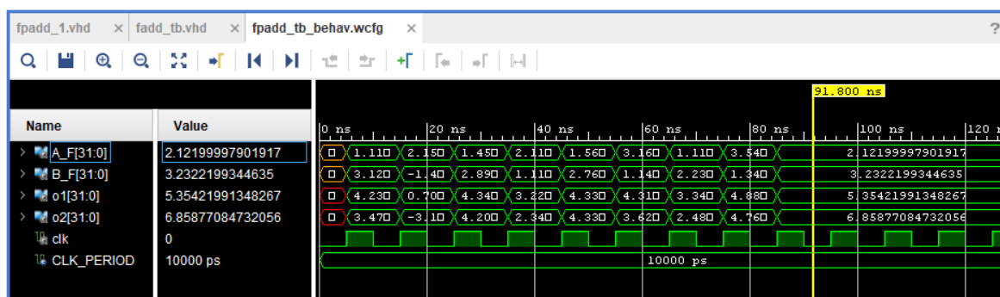 fpadd_1.vhd × fadd_tb.vhd × fpadd_tb_behav.wcfg × ?
91.800 ns
Name Value 0 ns 20 ns 40 ns 60 ns 80 ns 100 ns 120
A_F[31:0] 2.12199997901917 1.11 2.15 1.45 2.11 1.56 3.16 1.11 3.54 2.12199997901917
B_F[31:0] 3.2322199344635 3.12 -1.4 2.89 1.11 2.76 1.14 2.23 1.34 3.2322199344635
o1[31:0] 5.35421991348267 4.23 0.70 4.34 3.22 4.33 4.31 3.34 4.88 5.35421991348267
o2[31:0] 6.85877084732056 3.47 -3.1 4.20 2.34 4.33 3.62 2.48 4.76 6.85877084732056
clk 0
CLK_PERIOD 10000 ps 10000 ps